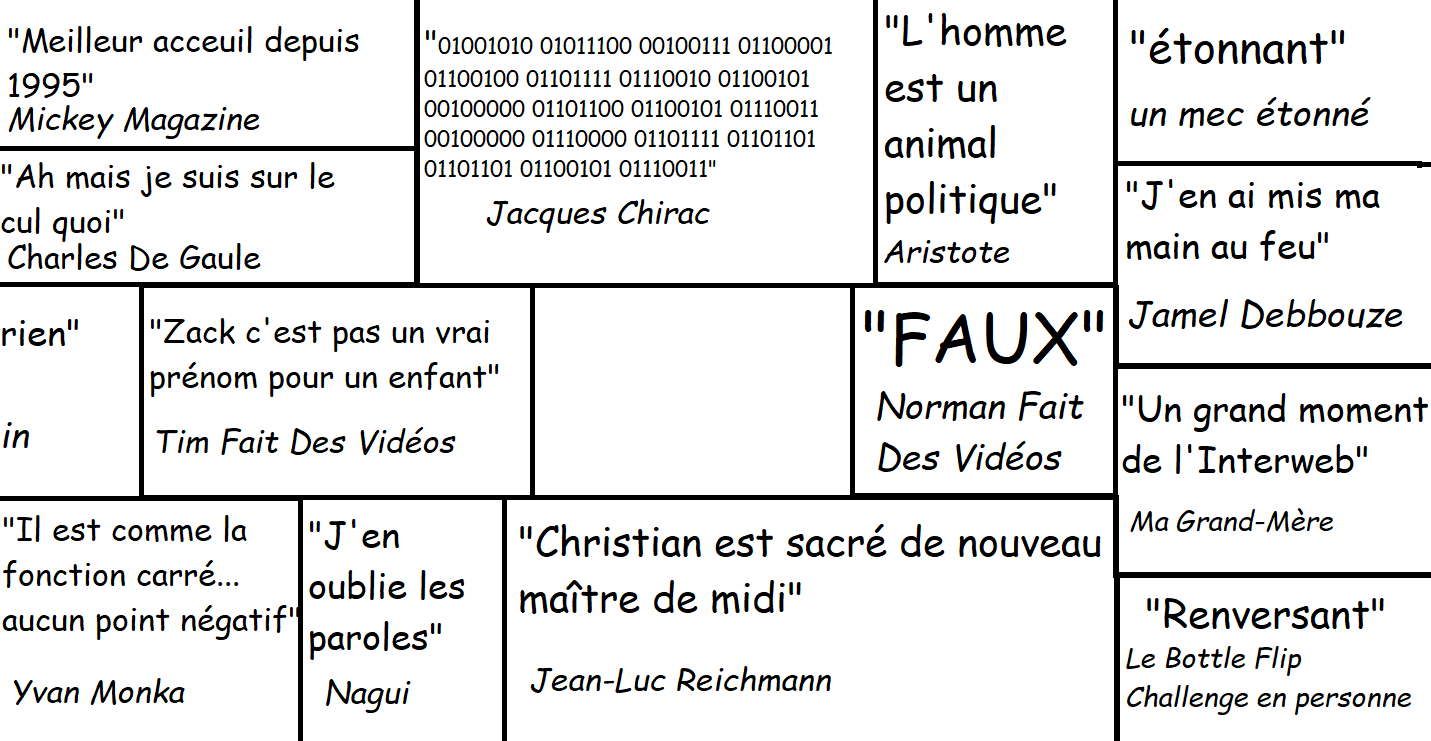 "Meilleur acceuil depuis
1995"
Mickey Magazine
"Ah mais je suis sur le
cul quoi"
Charles De Gaule
"01001010 01011100 00100111 01100001
01100100 01101111 01110010 01100101
00100000 01101100 01100101 01110011
00100000 01110000 01101111 01101101
01101101 01100101 01110011"
Jacques Chirac
"L'homme
est un
animal
politique"
Aristote
"étonnant"
un mec étonné
"J'en ai mis ma
main au feu"
Jamel Debbouze
rien"
in
"Zack c'est pas un vrai
prénom pour un enfant"
Tim Fait Des Vidéos
"FAUX"
Norman Fait
Des Vidéos
"Un grand moment
de l'Interweb"
Ma Grand-Mère
"Il est comme la
fonction carré...
aucun point négatif"
Yvan Monka
"J'en
oublie les
paroles"
Nagui
"Christian est sacré de nouveau
maître de midi"
Jean-Luc Reichmann
"Renversant"
Le Bottle Flip
Challenge en personne